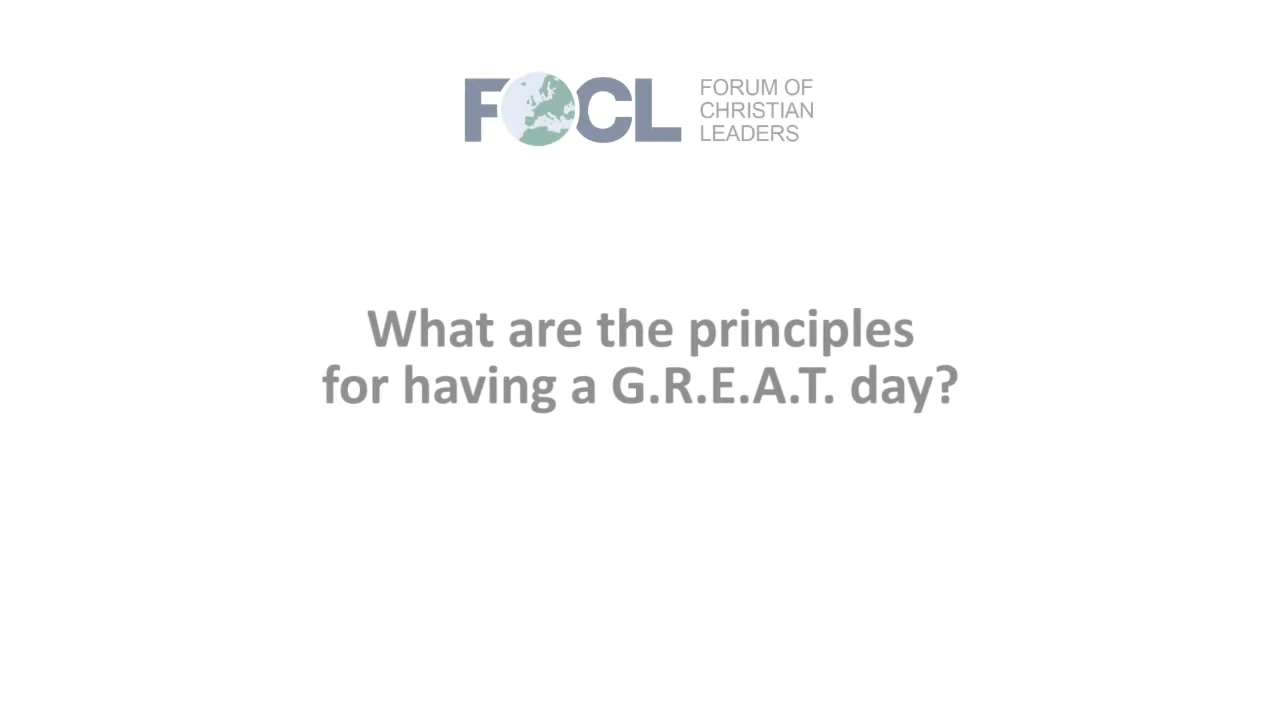 FOCL
FORUM OF
CHRISTIAN
LEADERS
What are the principles
for having a G.R.E.A.T. day?